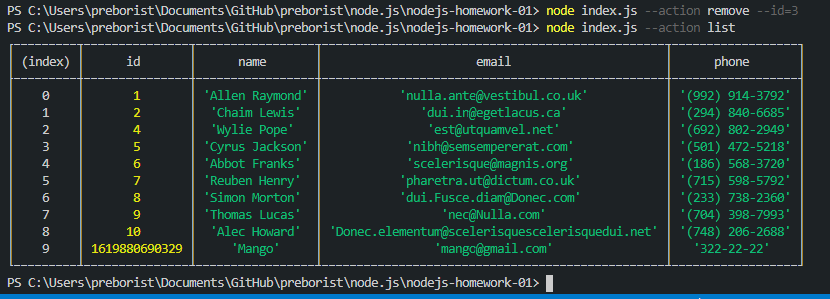 PS C:\Users\preborist\Documents\GitHub\preborist\node.js\nodejs-homework-01> node index.js --action remove --id=3
PS C:\Users\preborist\Documents\GitHub\preborist\node.js\nodejs-homework-01> node index.js --action list
(index) id name email phone
0 1 'Allen Raymond' 'nulla.ante@vestibul.co.uk' '(992) 914-3792'
1 2 'Chaim Lewis' 'dui.in@egetlacus.ca' '(294) 840-6685'
2 4 'Wylie Pope' 'est@utquamvel.net' '(692) 802-2949'
3 5 'Cyrus Jackson' 'nibh@semsempererat.com' '(501) 472-5218'
4 6 'Abbot Franks' 'scelerisque@magnis.org' '(186) 568-3720'
5 7 'Reuben Henry' 'pharetra.ut@dictum.co.uk' '(715) 598-5792'
6 8 'Simon Morton' 'dui.Fusce.diam@Donec.com' '(233) 738-2360'
7 9 'Thomas Lucas' 'nec@Nulla.com' '(704) 398-7993'
8 10 'Alec Howard' 'Donec.elementum@scelerisquescelerisquedui.net' '(748) 206-2688'
9 1619880690329 'Mango' 'mango@gmail.com' '322-22-22'
PS C:\Users\preborist\Documents\GitHub\preborist\node.js\nodejs-homework-01>